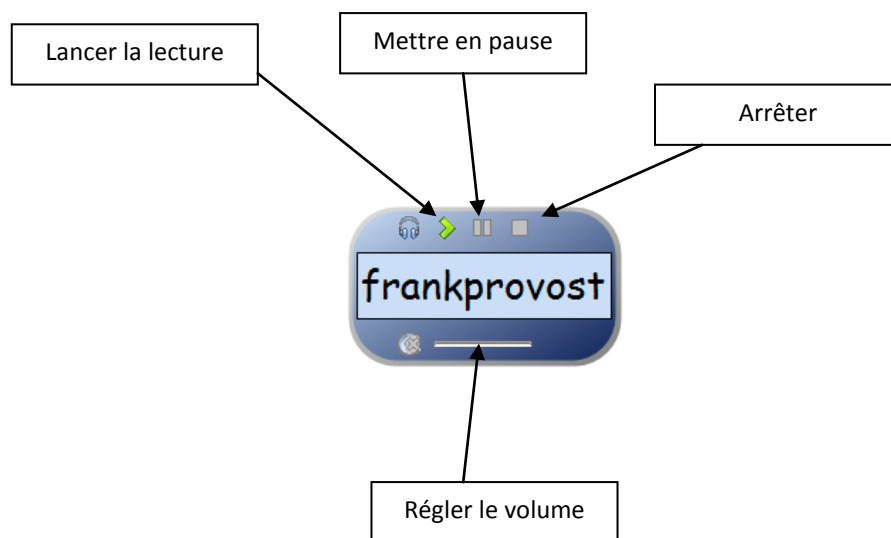 Mettre en pause
Lancer la lecture
Arrêter
frankprovost
Régler le volume